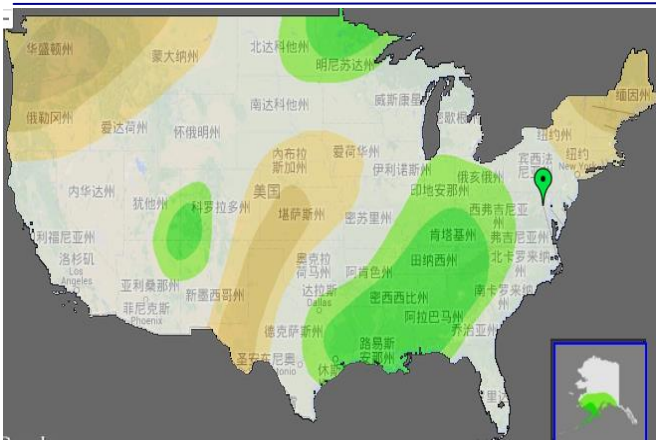 华盛顿州
蒙大纳州
北达科他州
明尼苏达州
俄勒冈州
爱达荷州
怀俄明州
南达科他州
威斯康星
密歇根
缅因州
纽约州
内布拉
斯加州
爱荷华州
伊利诺斯州
印地安那州
俄亥俄州
宾西法
尼
纽约
New York
内华达州
犹他州
科罗拉多州
美国
堪萨斯州
密苏里州
肯塔基州
西弗吉尼亚
州
弗吉尼亚州
利福尼亚州
洛杉矶
Los
Angeles
亚利桑那州
菲尼克斯
Phoenix
新墨西哥州
奥克拉
荷马州
阿肯色州
田纳西州
北卡罗来纳
州
南卡罗来纳
州
达拉斯
Dallas
密西西比州
阿拉巴马州
乔治亚州
德克萨斯州
圣安东尼奥
tonio
休斯
路易斯
安那州
里达